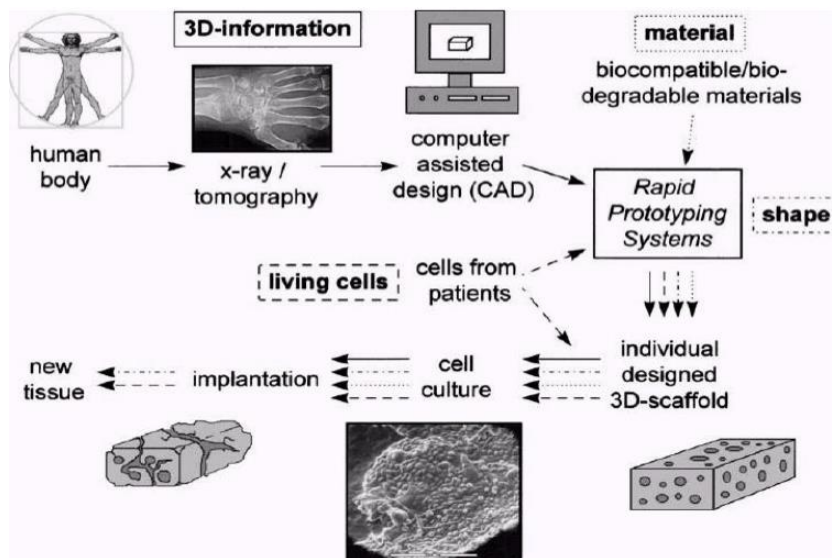 3D-information
material
biocompatible/bio-
degradable materials
human
body
x-ray /
tomography
computer
assisted
design (CAD)
Rapid
Prototyping
Systems
shape
living cells
cells from
patients
individual
designed
3D-scaffold
cell
culture
implantation
new
tissue